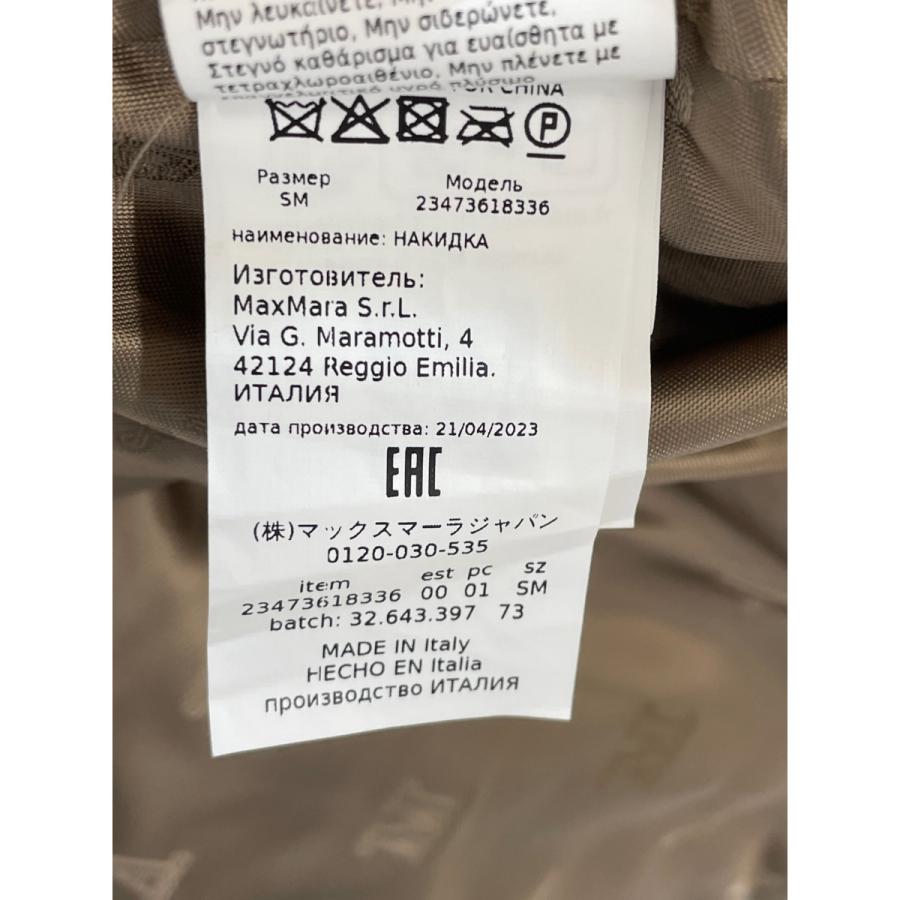 Μην λευκαίνετε, Μην
στεγνωτήριο, Μην σιδερώνετε,
Στεγνό καθάρισμα για ευαίσθητα με
τετραχλωροαιθένιο, Μην πλένετε με
FOR CHINA
P
Размер
SM
Модель
23473618336
наименование: НАКИДКА
Изготовитель:
MaxMara S.r.L.
Via G. Maramotti, 4
42124 Reggio Emilia.
ИТАЛИЯ
дата производства: 21/04/2023
EAC
(株)マックスマーラジャパン
0120-030-535
item est pc sz
23473618336 00 01 SM
batch: 32.643.397 73
MADE IN Italy
HECHO EN Italia
производство ИТАЛИЯ